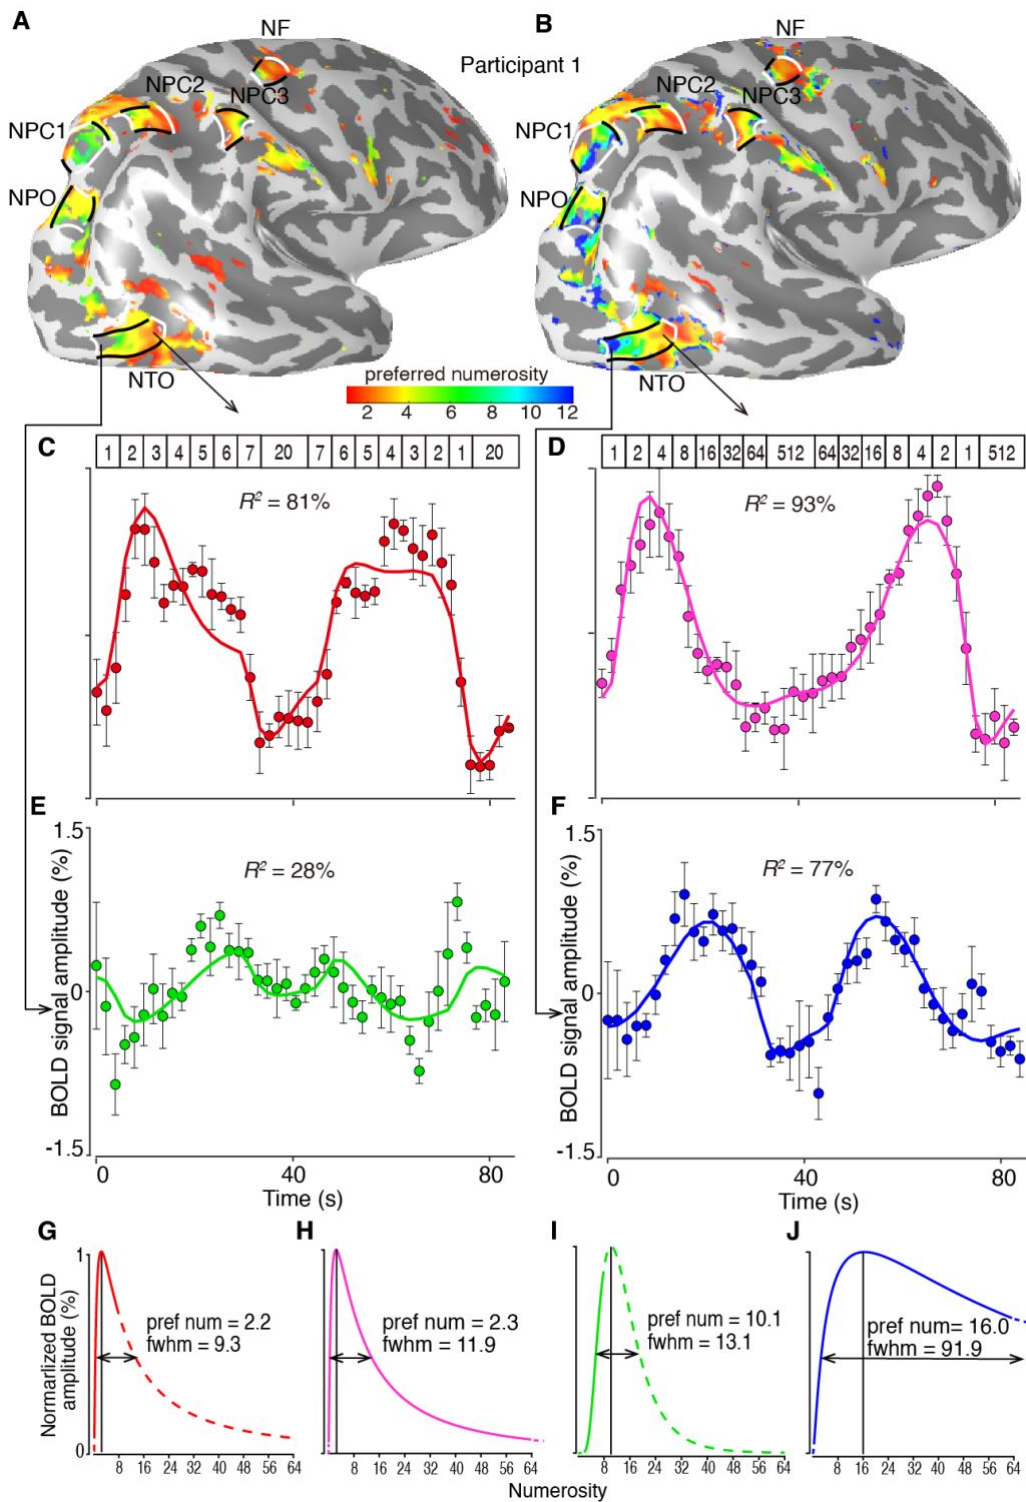 A
B
NF
NF
Participant 1
NPC2
NPC3
NPC2
NPC3
NPC1
NPC1
NPO
NPO
NTO
NTO
preferred numerosity
2 4 6 8 10 12
C
1 2 3 4 5 6 7 20 7 6 5 4 3 2 1 20
R² = 81%
D
1 2 4 8 16 32 64 512 64 32 16 8 4 2 1 512
R² = 93%
E
1.5
0
-1.5
BOLD signal amplitude (%)
R² = 28%
0 40 80
Time (s)
F
1.5
0
-1.5
BOLD signal amplitude (%)
R² = 77%
0 40 80
Time (s)
G
1
0
Normarlized BOLD
amplitude (%)
pref num = 2.2
fwhm = 9.3
8 16 24 32 40 48 56 64
H
pref num = 2.3
fwhm = 11.9
8 16 24 32 40 48 56 64
I
pref num = 10.1
fwhm = 13.1
8 16 24 32 40 48 56 64
J
pref num= 16.0
fwhm = 91.9
8 16 24 32 40 48 56 64
Numerosity